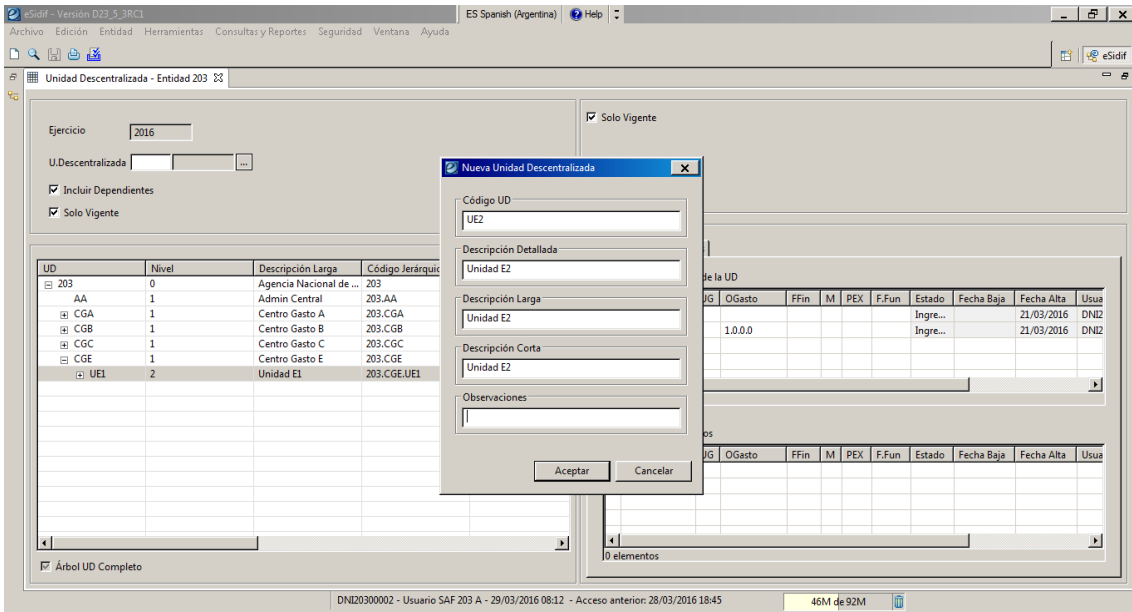 eSidif - Versión D23_5_3RC1
ES Spanish (Argentina) Help
Archivo Edición Entidad Herramientas Consultas y Reportes Seguridad Ventana Ayuda
eSidif
Unidad Descentralizada - Entidad 203
Ejercicio 2016
U.Descentralizada ...
Incluir Dependientes
Solo Vigente
Solo Vigente
UD Nivel Descripción Larga Código Jerárquic
203 0 Agencia Nacional de ... 203
AA 1 Admin Central 203.AA
CGA 1 Centro Gasto A 203.CGA
CGB 1 Centro Gasto B 203.CGB
CGC 1 Centro Gasto C 203.CGC
CGE 1 Centro Gasto E 203.CGE
UE1 2 Unidad E1 203.CGE.UE1
Árbol UD Completo
Nueva Unidad Descentralizada
Código UD
UE2
Descripción Detallada
Unidad E2
Descripción Larga
Unidad E2
Descripción Corta
Unidad E2
Observaciones
Aceptar Cancelar
de la UD
UG OGasto FFin M PEX F.Fun Estado Fecha Baja Fecha Alta Usua
Ingre... 21/03/2016 DNI2
1.0.0.0 Ingre... 21/03/2016 DNI2
os
UG OGasto FFin M PEX F.Fun Estado Fecha Baja Fecha Alta Usua
0 elementos
DNI20300002 - Usuario SAF 203 A - 29/03/2016 08:12 - Acceso anterior: 28/03/2016 18:45
46M de 92M